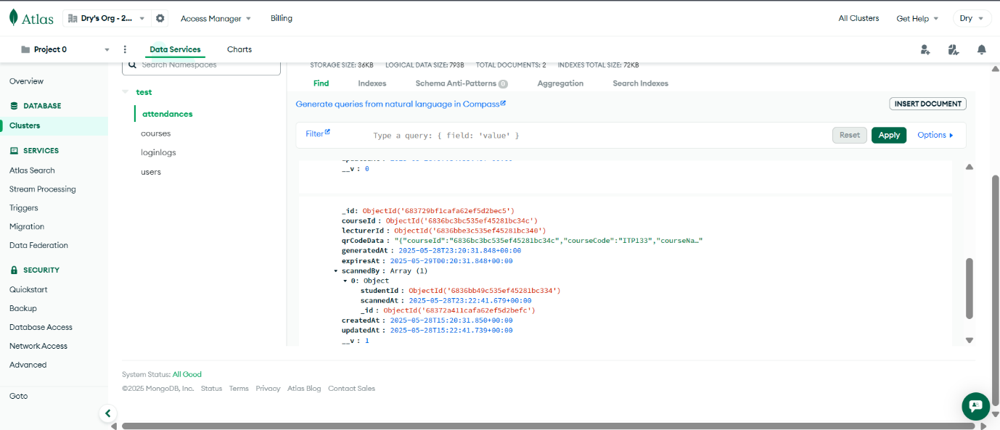 Atlas
Dry's Org - 2...
Access Manager
Billing
All Clusters
Get Help
Dry
Project 0
Data Services
Charts
Overview
DATABASE
Clusters
SERVICES
Atlas Search
Stream Processing
Triggers
Migration
Data Federation
SECURITY
Quickstart
Backup
Database Access
Network Access
Advanced
Goto
Search Namespaces
test
attendances
courses
loginlogs
users
STORAGE SIZE: 36KB LOGICAL DATA SIZE: 793B TOTAL DOCUMENTS: 2 INDEXES TOTAL SIZE: 72KB
Find Indexes Schema Anti-Patterns 0 Aggregation Search Indexes
Generate queries from natural language in Compass
INSERT DOCUMENT
Filter
Type a query: { field: 'value' }
Reset
Apply
Options
__v : 0
_id: ObjectId('683729bf1cafa62ef5d2bec5')
courseId : ObjectId('6836bc3bc535ef45281bc34c')
lecturerId : ObjectId('6836bbe3c535ef45281bc340')
qrCodeData : "{"courseId":"6836bc3bc535ef45281bc34c","courseCode":"ITP133","courseNa…"
generatedAt : 2025-05-28T23:20:31.848+00:00
expiresAt : 2025-05-29T00:20:31.848+00:00
scannedBy : Array (1)
0: Object
studentId : ObjectId('6836bb49c535ef45281bc334')
scannedAt : 2025-05-28T23:22:41.679+00:00
_id : ObjectId('68372a411cafa62ef5d2befc')
createdAt : 2025-05-28T15:20:31.850+00:00
updatedAt : 2025-05-28T15:22:41.739+00:00
__v : 1
System Status: All Good
©2025 MongoDB, Inc. Status Terms Privacy Atlas Blog Contact Sales